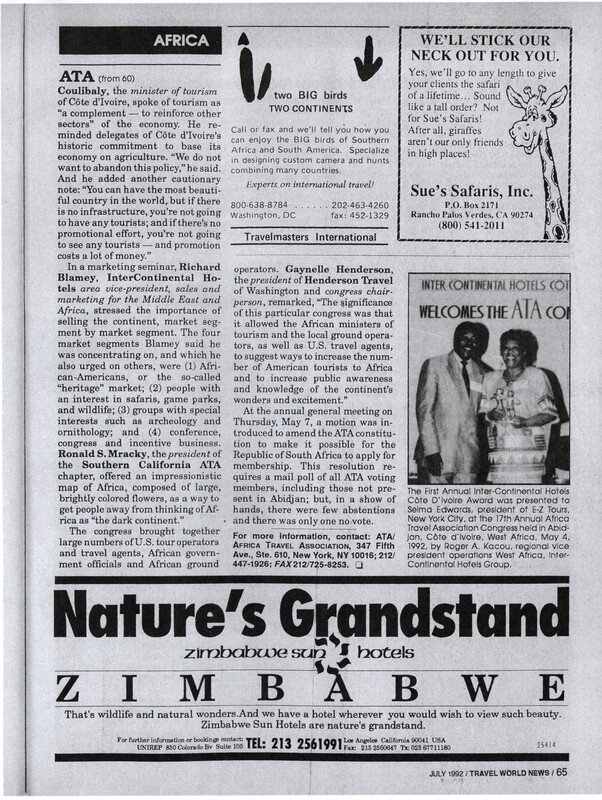 AFRICA
ATA (from 60)
Coulibaly, the minister of tourism
of Côte d'Ivoire, spoke of tourism as
"a complement — to reinforce other
sectors" of the economy. He re-
minded delegates of Côte d'Ivoire's
historic commitment to base its
economy on agriculture. "We do not
want to abandon this policy," he said.
And he added another cautionary
note: "You can have the most beauti-
ful country in the world, but if there
is no infrastructure, you're not going
to have any tourists; and if there's no
promotional effort, you're not going
to see any tourists — and promotion
costs a lot of money."
In a marketing seminar, Richard
Blamey, InterContinental Ho-
tels area vice-president, sales and
marketing for the Middle East and
Africa, stressed the importance of
selling the continent, market seg-
ment by market segment. The four
market segments Blamey said he
was concentrating on, and which he
also urged on others, were (1) Afri-
can-Americans, or the so-called
"heritage" market; (2) people with
an interest in safaris, game parks,
and wildlife; (3) groups with special
interests such as archeology and
ornithology; and (4) conference,
congress and incentive business.
Ronald S. Mracky, the president of
the Southern California ATA
chapter, offered an impressionistic
map of Africa, composed of large,
brightly colored flowers, as a way to
get people away from thinking of Af-
rica as "the dark continent."
The congress brought together
large numbers of U.S. tour operators
and travel agents, African govern-
ment officials and African ground
two BIG birds
TWO CONTINENTS
Call or fax and we'll tell you how you
can enjoy the BIG birds of Southern
Africa and South America. Specialize
in designing custom camera and hunts
combining many countries.
Experts on international travel!
800-638-8784 . . . . . . 202-463-4260
Washington, DC fax: 452-1329
Travelmasters International
WE'LL STICK OUR
NECK OUT FOR YOU.
Yes, we'll go to any length to give
your clients the safari
of a lifetime... Sound
like a tall order? Not
for Sue's Safaris!
After all, giraffes
aren't our only friends
in high places!
Sue's Safaris, Inc.
P.O. Box 2171
Rancho Palos Verdes, CA 90274
(800) 541-2011
operators. Gaynelle Henderson,
the president of Henderson Travel
of Washington and congress chair-
person, remarked, "The significance
of this particular congress was that
it allowed the African ministers of
tourism and the local ground opera-
tors, as well as U.S. travel agents,
to suggest ways to increase the num-
ber of American tourists to Africa
and to increase public awareness
and knowledge of the continent's
wonders and excitement."
At the annual general meeting on
Thursday, May 7, a motion was in-
troduced to amend the ATA constitu-
tion to make it possible for the
Republic of South Africa to apply for
membership. This resolution re-
quires a mail poll of all ATA voting
members, including those not pre-
sent in Abidjan; but, in a show of
hands, there were few abstentions
and there was only one no vote.
For more information, contact: ATA/
AFRICA TRAVEL ASSOCIATION, 347 Fifth
Ave., Ste. 610, New York, NY 10016; 212/
447-1926; FAX 212/725-8253. ❑
INTER CONTINENTAL HOTELS COT
WELCOMES THE ATA CO
The First Annual Inter-Continental Hotels
Côte D'Ivoire Award was presented to
Selma Edwards, president of E-Z Tours,
New York City, at the 17th Annual Africa
Travel Association Congress held in Abid-
jan, Côte d'Ivoire, West Africa, May 4,
1992, by Roger A. Kacou, regional vice
president operations West Africa, Inter-
Continental Hotels Group.
Nature's Grandstand
zimbabwe sun hotels
ZIMBABWE
That's wildlife and natural wonders.And we have a hotel wherever you would wish to view such beauty.
Zimbabwe Sun Hotels are nature's grandstand.
For further information or bookings contact:
UNIREP 850 Colorado Bv Suite 105
TEL: 213 2561991
Los Angeles California 90041 USA
Fax: 213 2560647 Tx: 023 67711180
25414
JULY 1992 / TRAVEL WORLD NEWS / 65